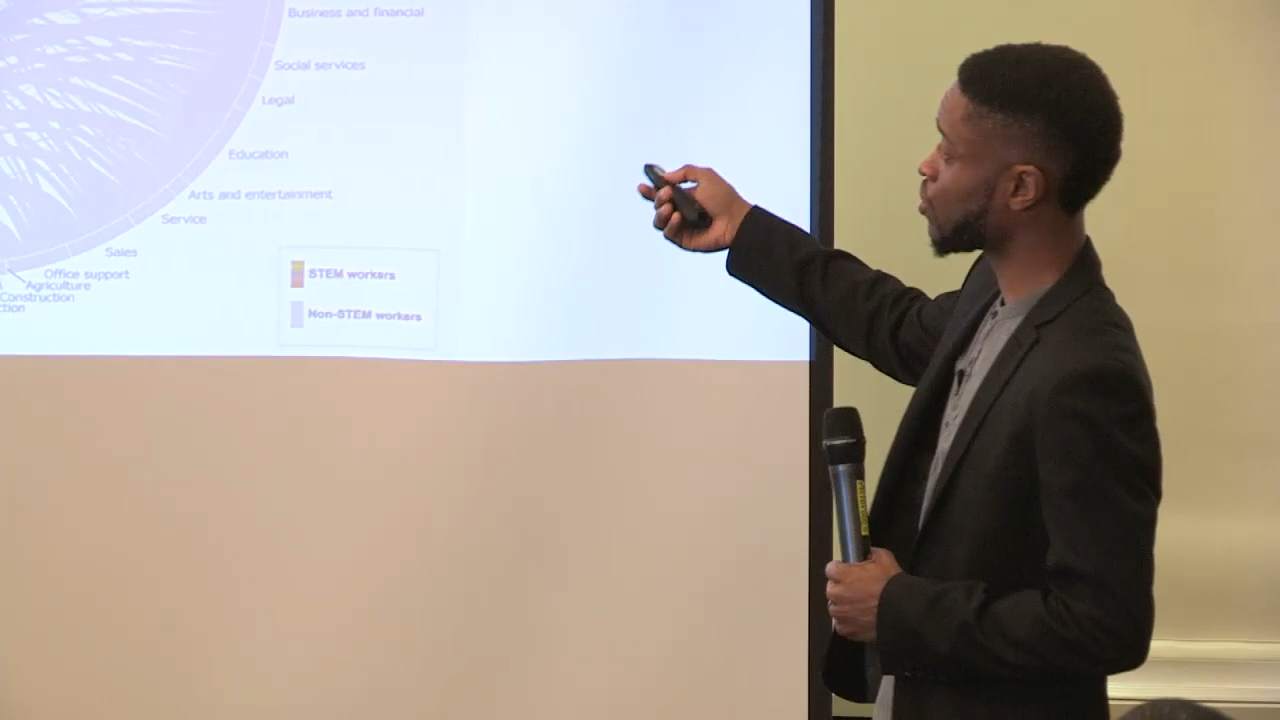 Business and financial
Social services
Legal
Education
Arts and entertainment
Service
Sales
Office support
Agriculture
Construction
ction
STEM workers
Non-STEM workers